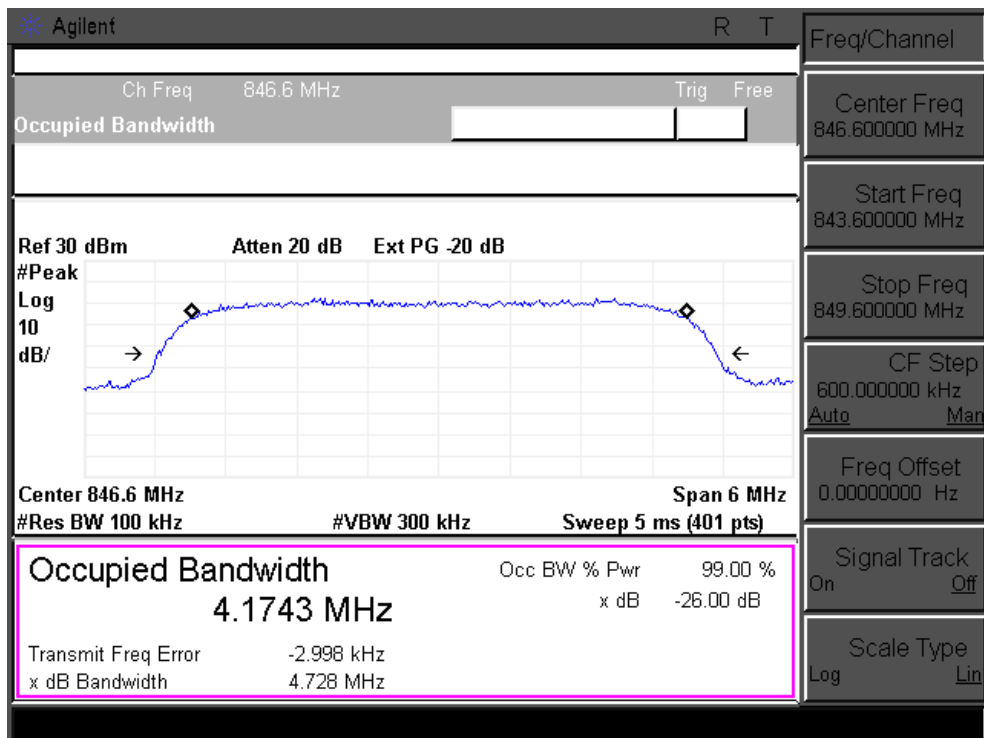 Agilent R T
Ch Freq 846.6 MHz Trig Free
Occupied Bandwidth
Ref 30 dBm Atten 20 dB Ext PG -20 dB
#Peak
Log
10
dB/
Center 846.6 MHz Span 6 MHz
#Res BW 100 kHz #VBW 300 kHz Sweep 5 ms (401 pts)
Occupied Bandwidth Occ BW % Pwr 99.00 %
4.1743 MHz x dB -26.00 dB
Transmit Freq Error -2.998 kHz
x dB Bandwidth 4.728 MHz
Freq/Channel
Center Freq
846.600000 MHz
Start Freq
843.600000 MHz
Stop Freq
849.600000 MHz
CF Step
600.000000 kHz
Auto Man
Freq Offset
0.00000000 Hz
Signal Track
On Off
Scale Type
Log Lin